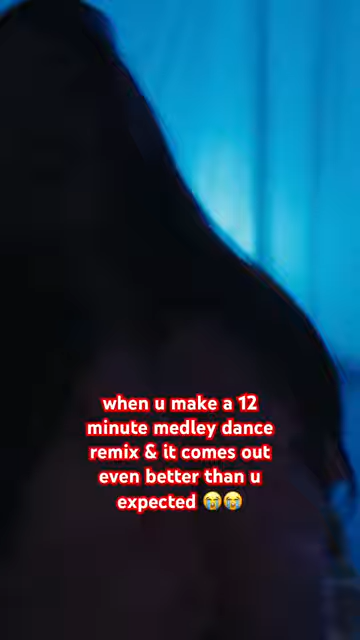 when u make a 12
minute medley dance
remix & it comes out
even better than u
expected 😭😭